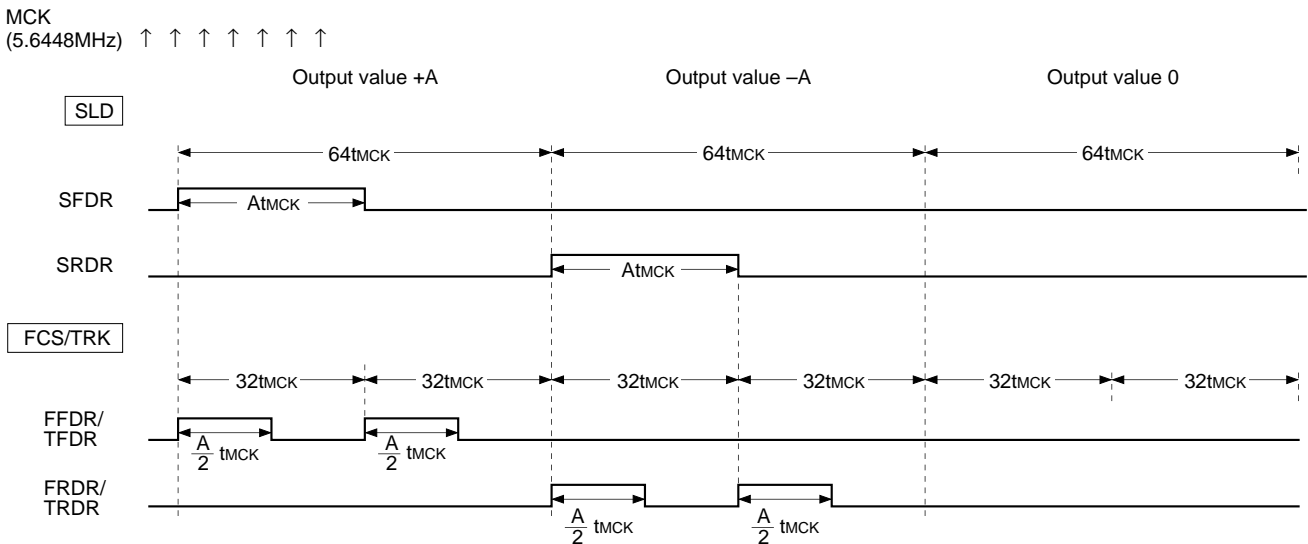 MCK
(5.6448MHz) ↑ ↑ ↑ ↑ ↑ ↑ ↑
Output value +A Output value –A Output value 0
SLD
64tMCK 64tMCK 64tMCK
SFDR
AtMCK
SRDR
AtMCK
FCS/TRK
32tMCK 32tMCK 32tMCK 32tMCK 32tMCK 32tMCK
FFDR/
TFDR
A/2 tMCK A/2 tMCK
FRDR/
TRDR
A/2 tMCK A/2 tMCK